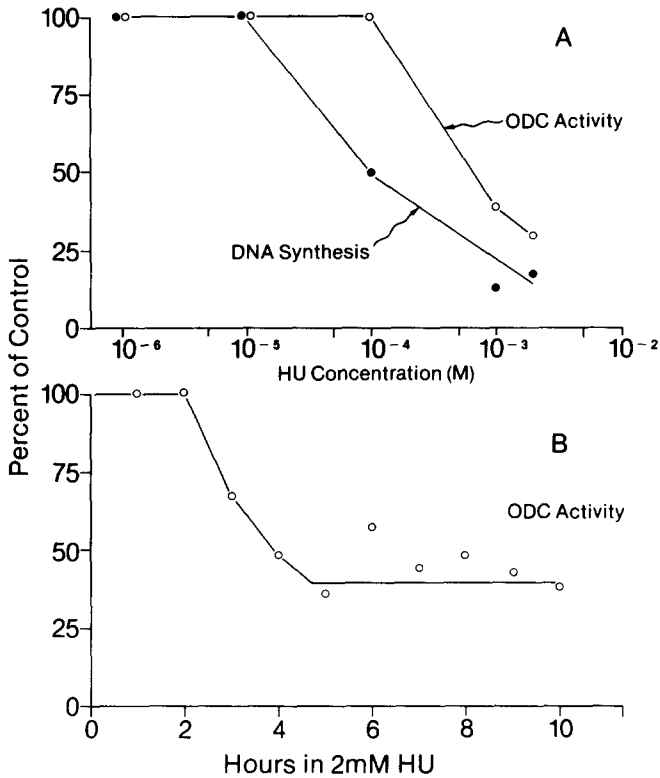 Percent of Control
A
100
75
50
25
0
ODC Activity
DNA Synthesis
10⁻⁶ 10⁻⁵ 10⁻⁴ 10⁻³ 10⁻²
HU Concentration (M)
B
100
75
50
25
0
ODC Activity
0 2 4 6 8 10
Hours in 2mM HU